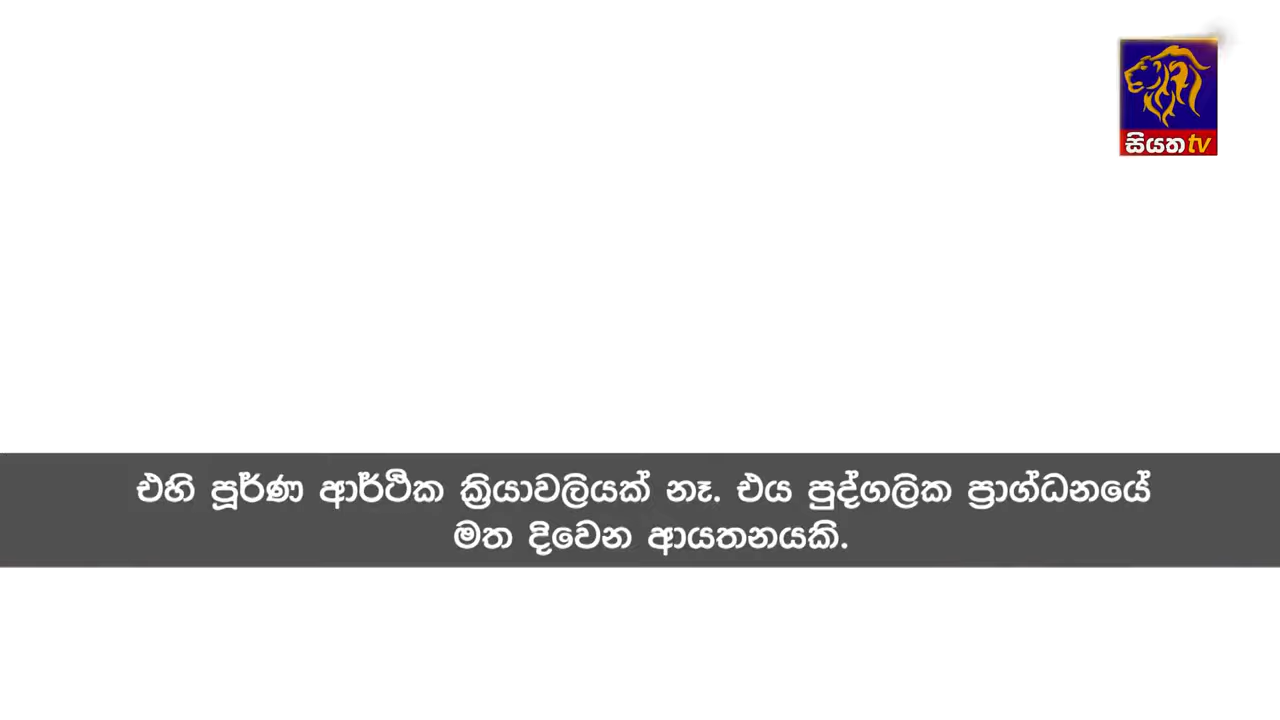 සියත tv
එහි පූර්ණ ආර්ථික ක්‍රියාවලියක් නෑ. එය පුද්ගලික ප්‍රාග්ධනයේ
මත දිවෙන ආයතනයකි.